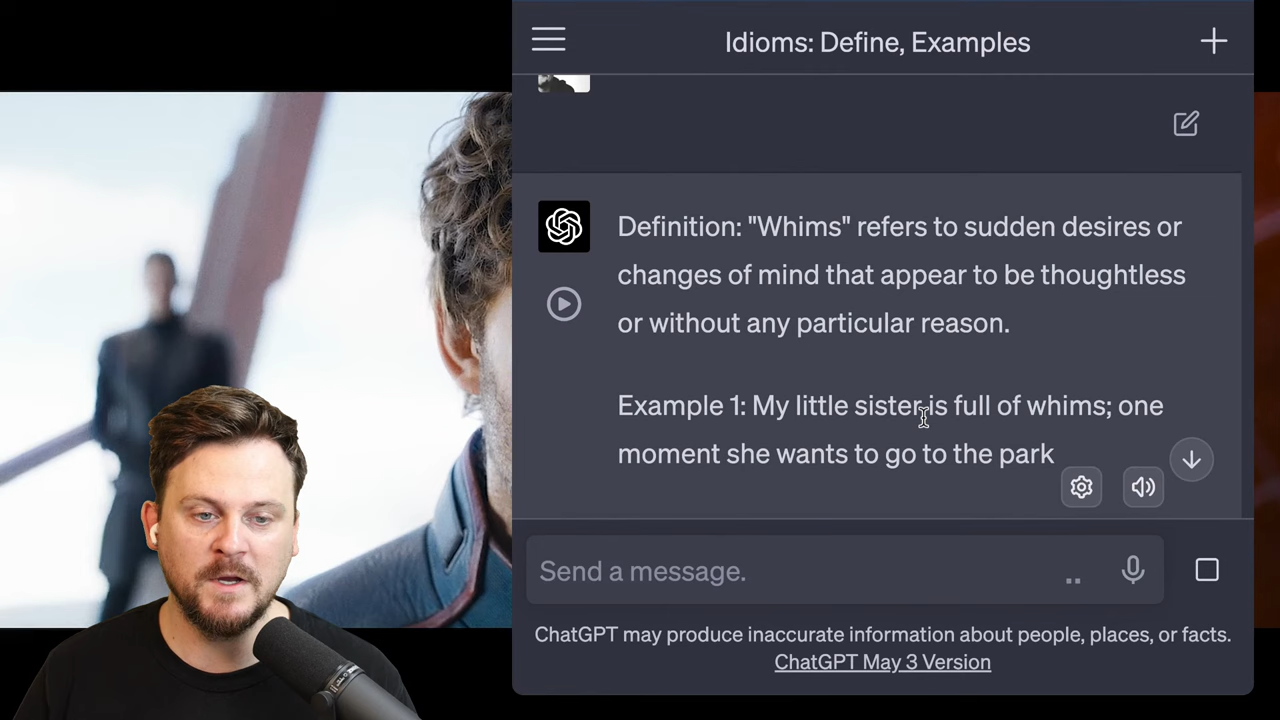 Idioms: Define, Examples
Definition: "Whims" refers to sudden desires or
changes of mind that appear to be thoughtless
or without any particular reason.
Example 1: My little sister is full of whims; one
moment she wants to go to the park
Send a message.
ChatGPT may produce inaccurate information about people, places, or facts.
ChatGPT May 3 Version